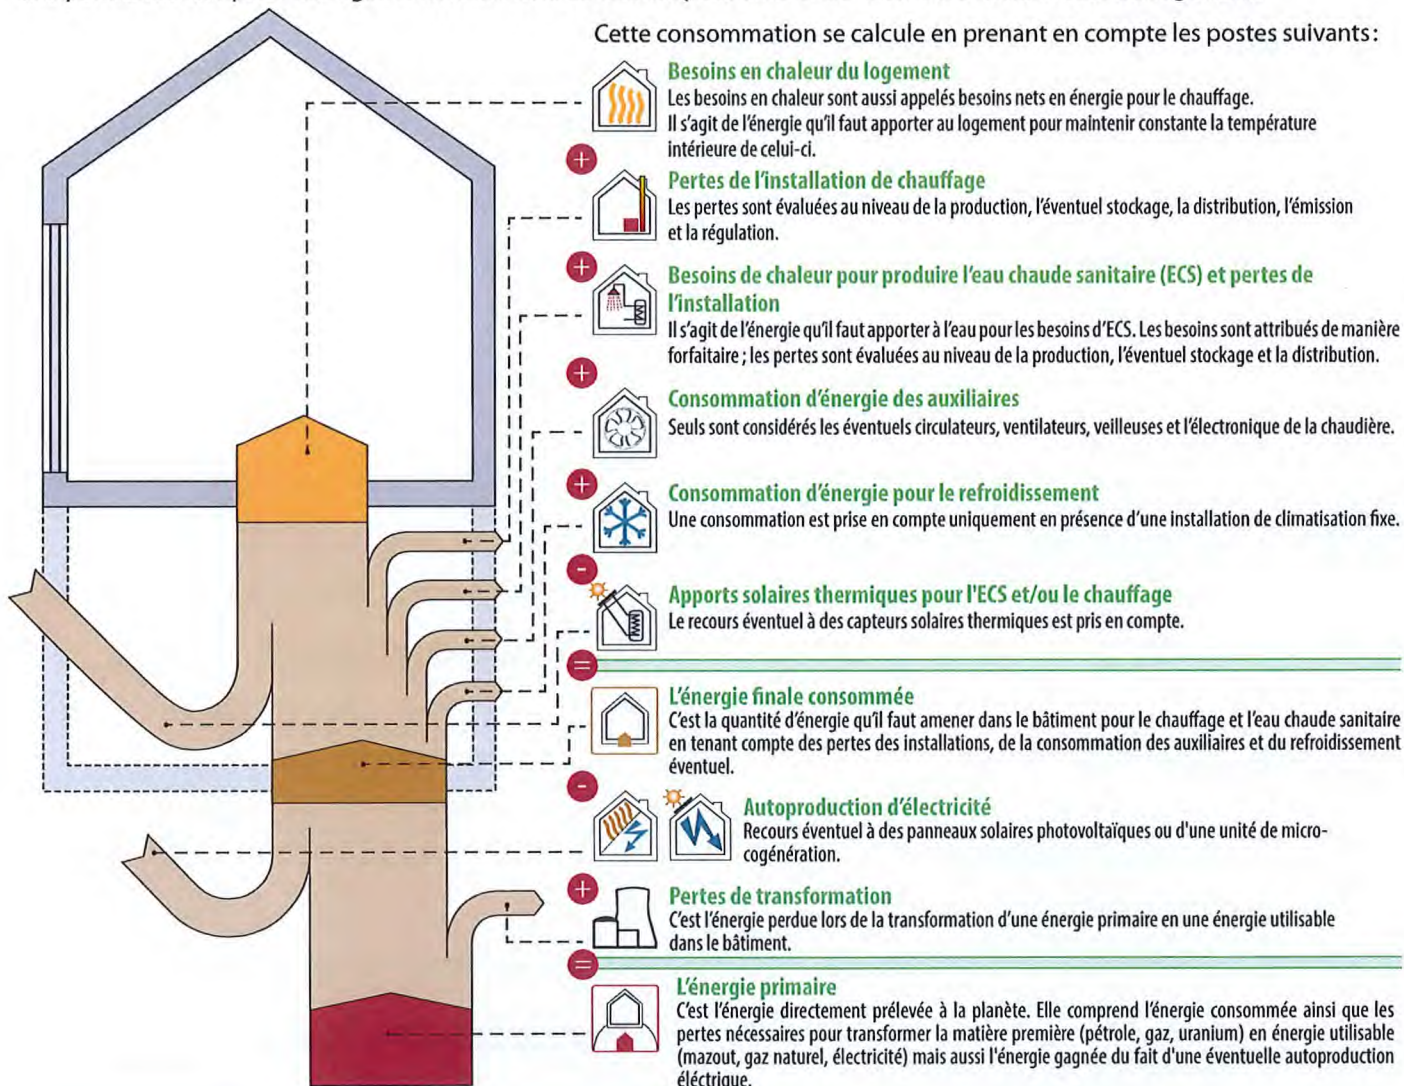 Cette consommation se calcule en prenant en compte les postes suivants :
Besoins en chaleur du logement
Les besoins en chaleur sont aussi appelés besoins nets en énergie pour le chauffage.
Il s'agit de l'énergie qu'il faut apporter au logement pour maintenir constante la température
intérieure de celui-ci.
+
Pertes de l'installation de chauffage
Les pertes sont évaluées au niveau de la production, l'éventuel stockage, la distribution, l'émission
et la régulation.
+
Besoins de chaleur pour produire l'eau chaude sanitaire (ECS) et pertes de
l'installation
Il s'agit de l'énergie qu'il faut apporter à l'eau pour les besoins d'ECS. Les besoins sont attribués de manière
forfaitaire ; les pertes sont évaluées au niveau de la production, l'éventuel stockage et la distribution.
+
Consommation d'énergie des auxiliaires
Seuls sont considérés les éventuels circulateurs, ventilateurs, veilleuses et l'électronique de la chaudière.
+
Consommation d'énergie pour le refroidissement
Une consommation est prise en compte uniquement en présence d'une installation de climatisation fixe.
-
Apports solaires thermiques pour l'ECS et/ou le chauffage
Le recours éventuel à des capteurs solaires thermiques est pris en compte.
=
L'énergie finale consommée
C'est la quantité d'énergie qu'il faut amener dans le bâtiment pour le chauffage et l'eau chaude sanitaire
en tenant compte des pertes des installations, de la consommation des auxiliaires et du refroidissement
éventuel.
-
Autoproduction d'électricité
Recours éventuel à des panneaux solaires photovoltaïques ou d'une unité de micro-
cogénération.
+
Pertes de transformation
C'est l'énergie perdue lors de la transformation d'une énergie primaire en une énergie utilisable
dans le bâtiment.
=
L'énergie primaire
C'est l'énergie directement prélevée à la planète. Elle comprend l'énergie consommée ainsi que les
pertes nécessaires pour transformer la matière première (pétrole, gaz, uranium) en énergie utilisable
(mazout, gaz naturel, électricité) mais aussi l'énergie gagnée du fait d'une éventuelle autoproduction
éléctrique.